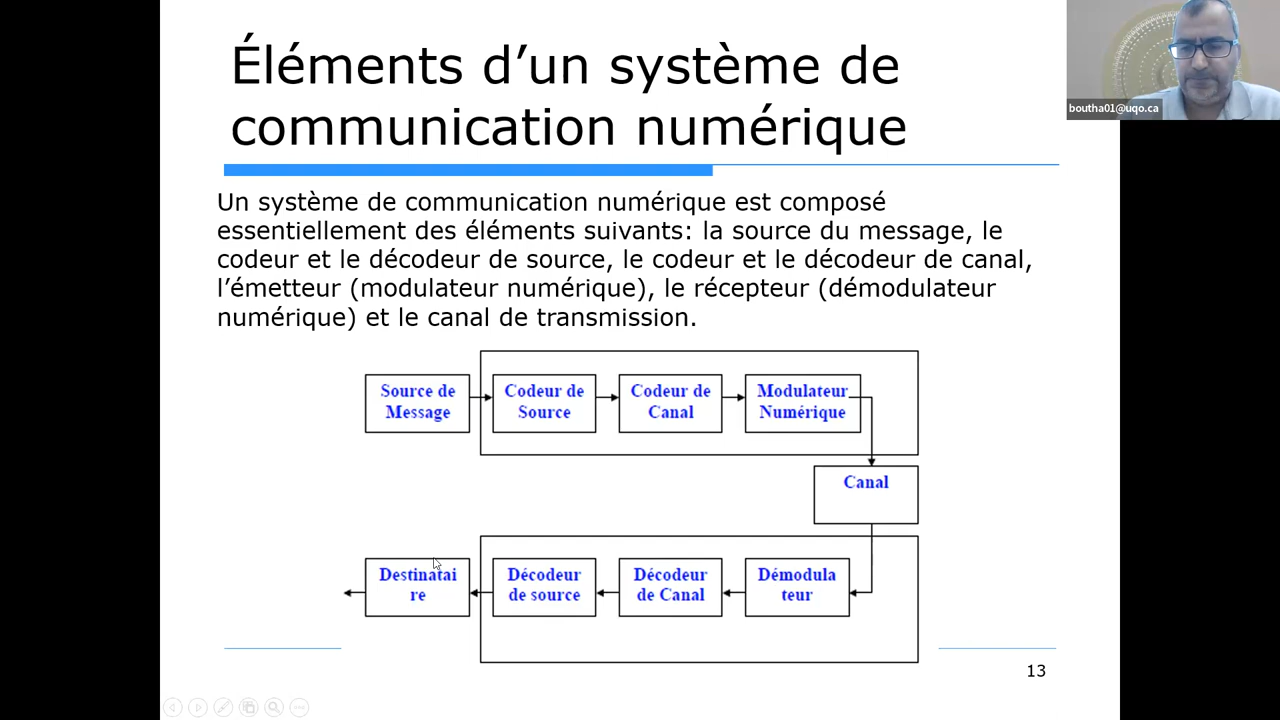 Éléments d’un système de
communication numérique
boutha01@uqo.ca
Un système de communication numérique est composé
essentiellement des éléments suivants: la source du message, le
codeur et le décodeur de source, le codeur et le décodeur de canal,
l’émetteur (modulateur numérique), le récepteur (démodulateur
numérique) et le canal de transmission.
Source de
Message
Codeur de
Source
Codeur de
Canal
Modulateur
Numérique
Canal
Destinatai
re
Décodeur
de source
Décodeur
de Canal
Démodula
teur
13